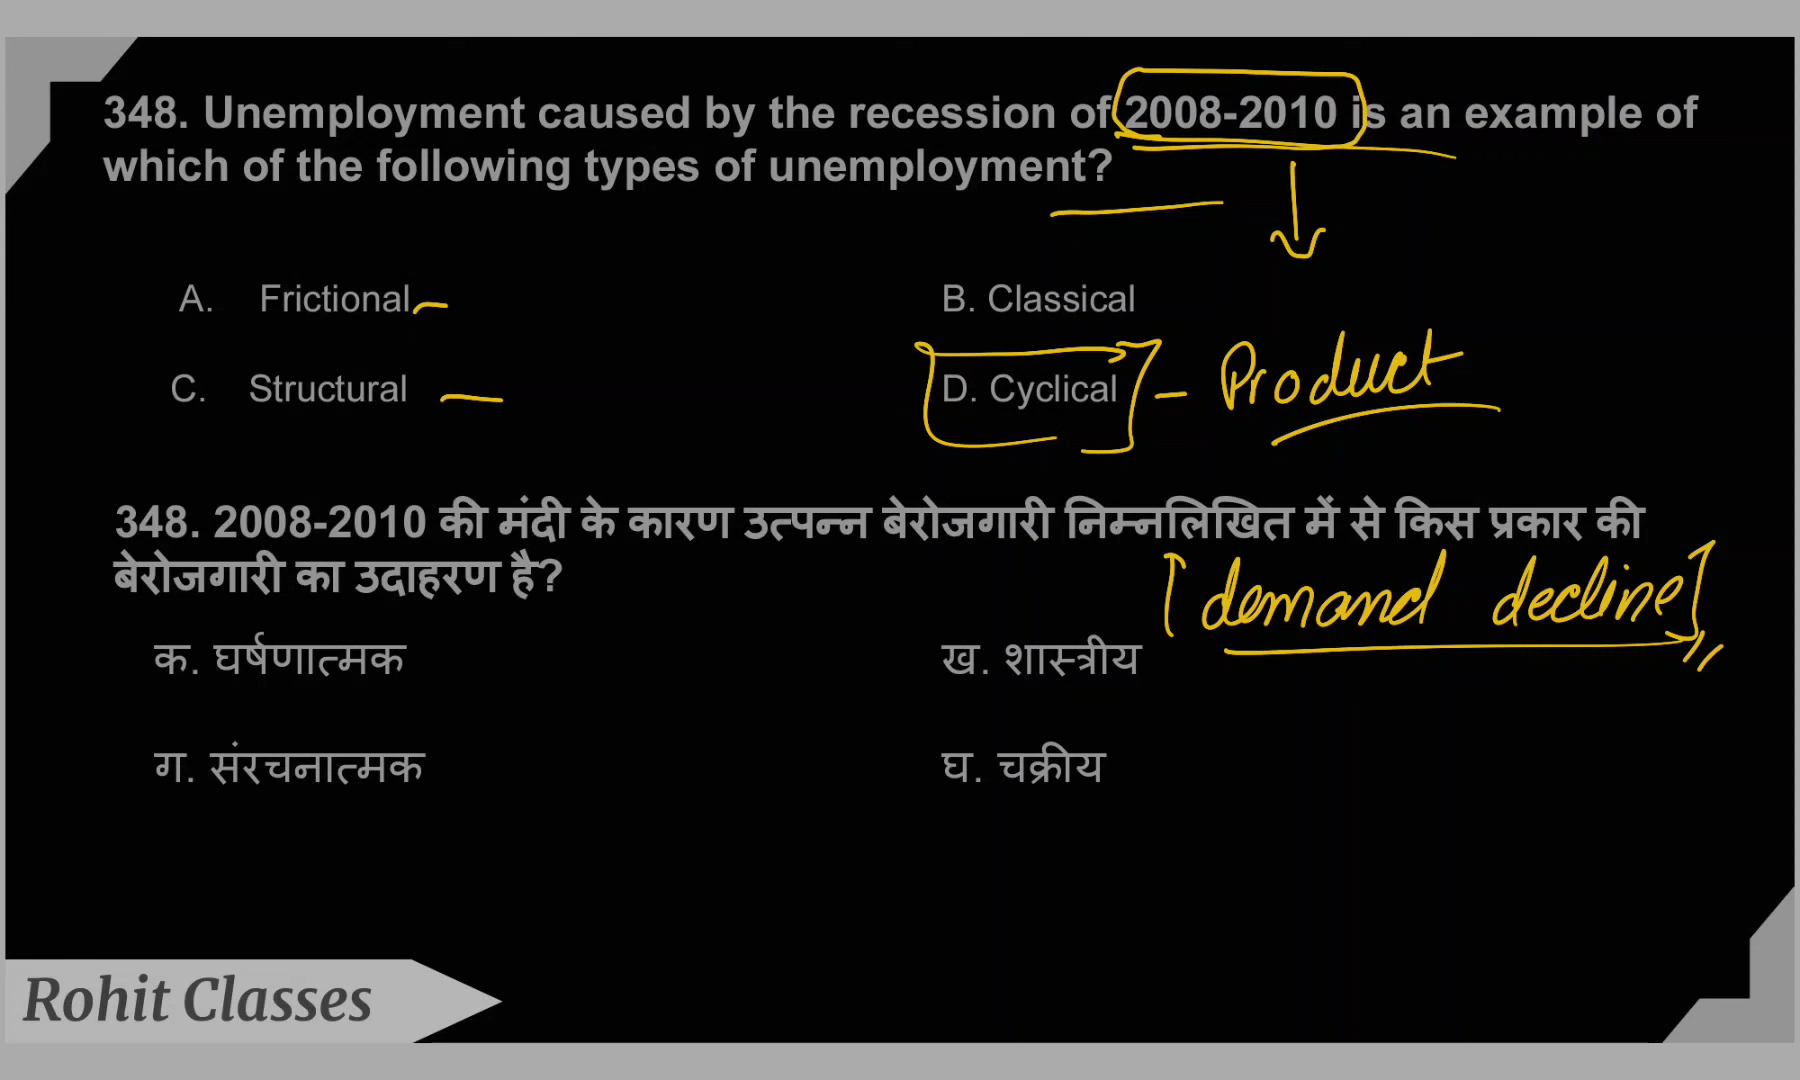 348. Unemployment caused by the recession of 2008-2010 is an example of
which of the following types of unemployment?
A. Frictional
B. Classical
C. Structural
D. Cyclical - Product
348. 2008-2010 की मंदी के कारण उत्पन्न बेरोजगारी निम्नलिखित में से किस प्रकार की
बेरोजगारी का उदाहरण है?
[demand decline]
क. घर्षणात्मक
ख. शास्त्रीय
ग. संरचनात्मक
घ. चक्रीय
Rohit Classes